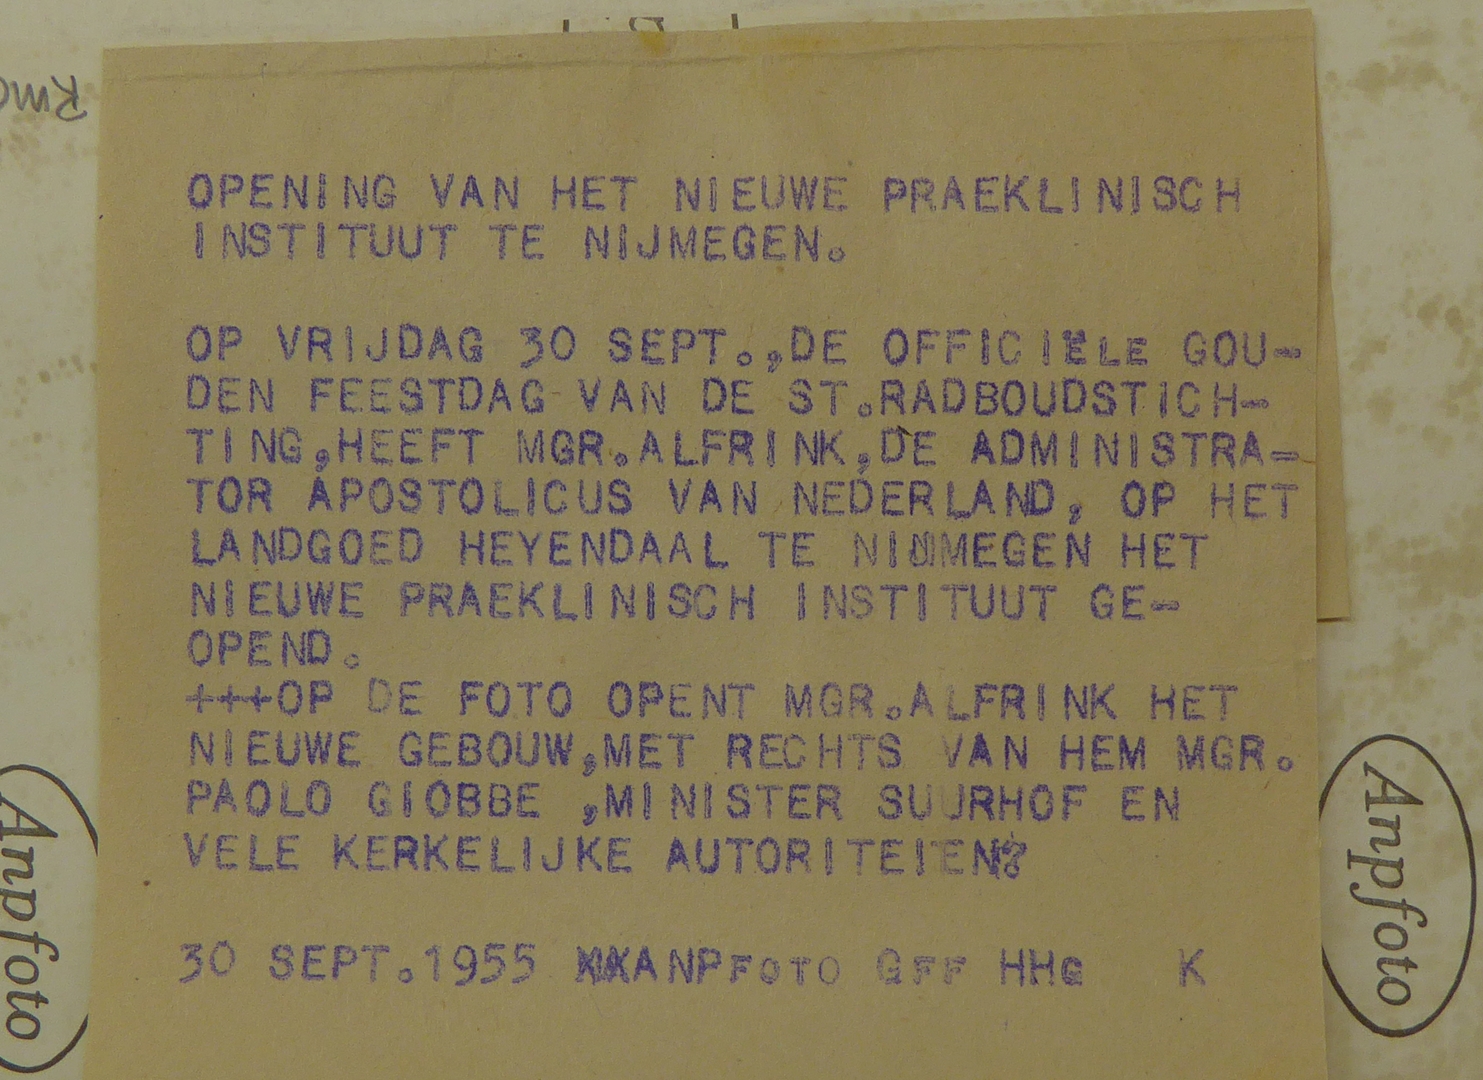 OPENING VAN HET NIEUWE PRAEKLINISCH
INSTITUUT TE NIJMEGEN.
OP VRIJDAG 30 SEPT.,DE OFFICIËLE GOU-
DEN FEESTDAG VAN DE ST.RADBOUDSTICH-
TING,HEEFT MGR.ALFRINK,DE ADMINISTRA-
TOR APOSTOLICUS VAN NEDERLAND, OP HET
LANDGOED HEYENDAAL TE NIJMEGEN HET
NIEUWE PRAEKLINISCH INSTITUUT GE-
OPEND.
+++OP DE FOTO OPENT MGR.ALFRINK HET
NIEUWE GEBOUW,MET RECHTS VAN HEM MGR.
PAOLO GIOBBE ,MINISTER SUURHOF EN
VELE KERKELIJKE AUTORITEIEN
30 SEPT.1955 ANPFOTO GFF HHG K
Anpfoto
Anpfoto